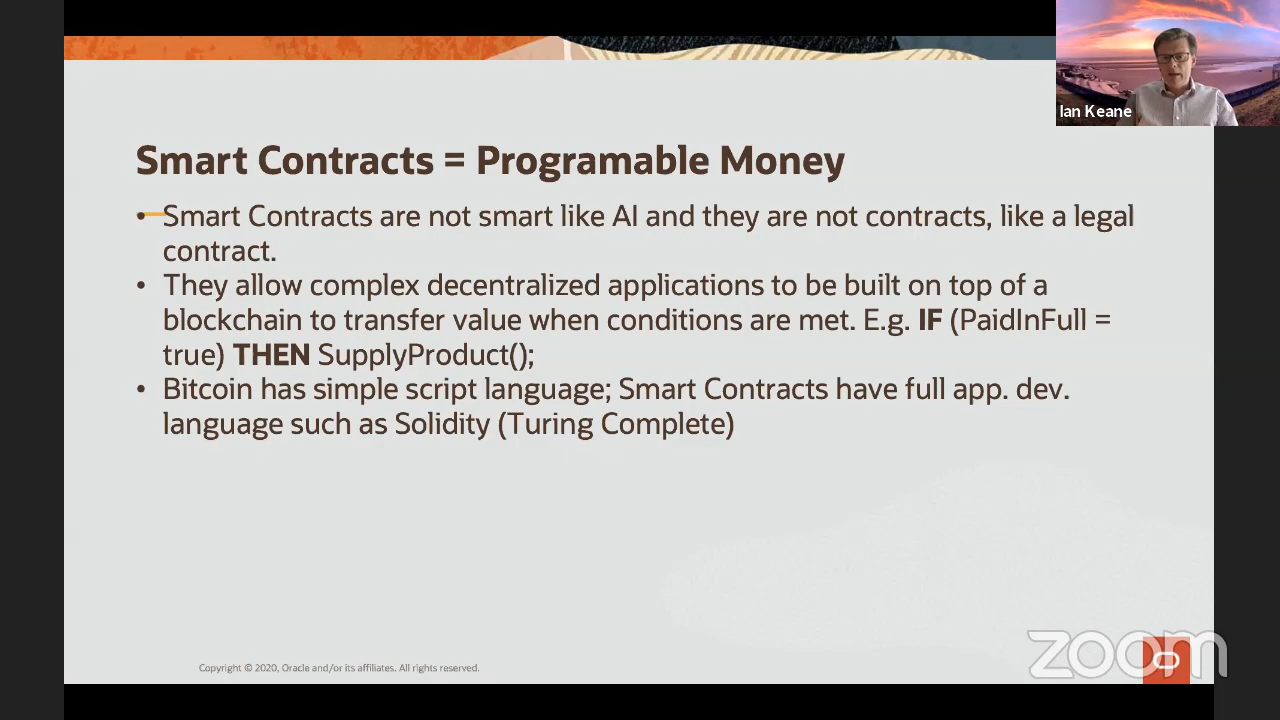 Ian Keane
Smart Contracts = Programable Money
• Smart Contracts are not smart like AI and they are not contracts, like a legal
contract.
• They allow complex decentralized applications to be built on top of a
blockchain to transfer value when conditions are met. E.g. IF (PaidInFull =
true) THEN SupplyProduct();
• Bitcoin has simple script language; Smart Contracts have full app. dev.
language such as Solidity (Turing Complete)
Copyright © 2020, Oracle and/or its affiliates. All rights reserved.
zoom